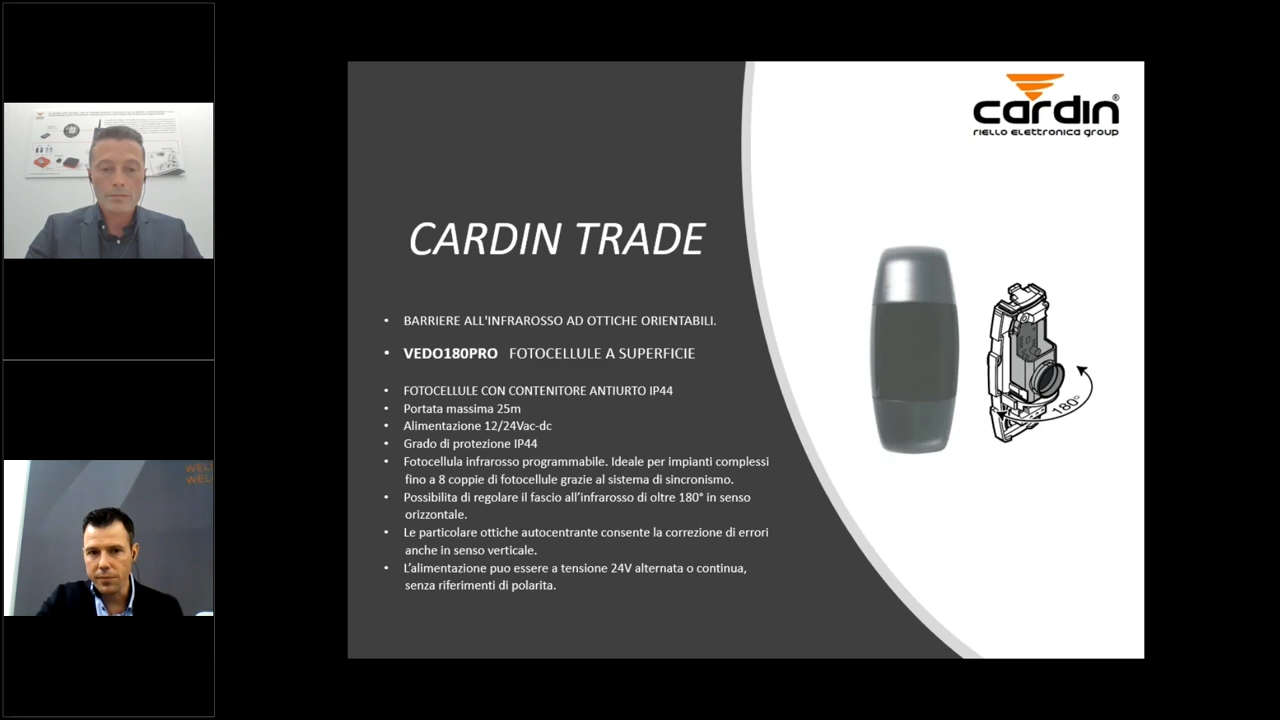 WEL
WEL
cardin®
riello elettronica group
CARDIN TRADE
• BARRIERE ALL'INFRAROSSO AD OTTICHE ORIENTABILI.
• VEDO180PRO FOTOCELLULE A SUPERFICIE
• FOTOCELLULE CON CONTENITORE ANTIURTO IP44
• Portata massima 25m
• Alimentazione 12/24Vac-dc
• Grado di protezione IP44
• Fotocellula infrarosso programmabile. Ideale per impianti complessi
fino a 8 coppie di fotocellule grazie al sistema di sincronismo.
• Possibilita di regolare il fascio all'infrarosso di oltre 180° in senso
orizzontale.
• Le particolare ottiche autocentrante consente la correzione di errori
anche in senso verticale.
• L'alimentazione puo essere a tensione 24V alternata o continua,
senza riferimenti di polarita.
180°